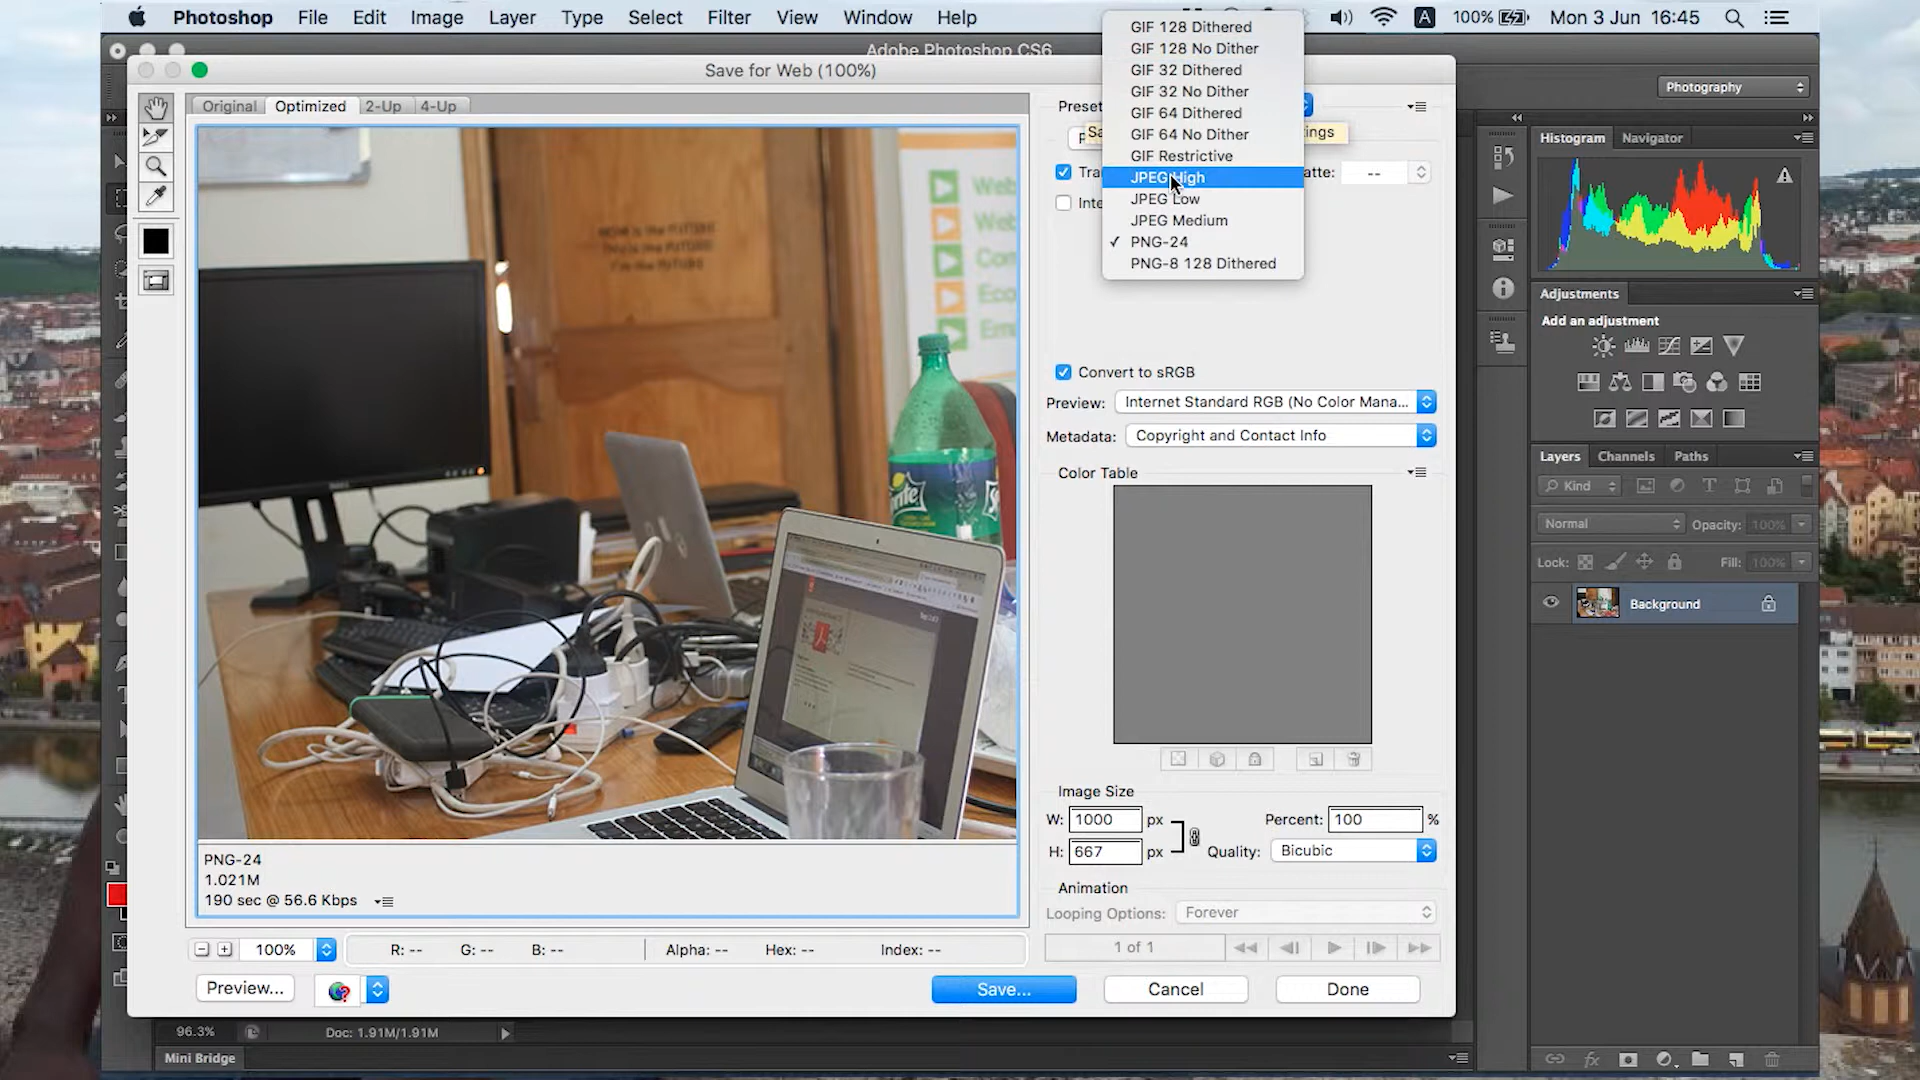 Photoshop File Edit Image Layer Type Select Filter View Window Help
A 100% Mon 3 Jun 16:45
Adobe Photoshop CS6
Save for Web (100%)
Photography
Original Optimized 2-Up 4-Up
Preset
GIF 128 Dithered
GIF 128 No Dither
GIF 32 Dithered
GIF 32 No Dither
GIF 64 Dithered
GIF 64 No Dither
GIF Restrictive
JPEG High
JPEG Low
JPEG Medium
✓ PNG-24
PNG-8 128 Dithered
Convert to sRGB
Preview: Internet Standard RGB (No Color Mana...
Metadata: Copyright and Contact Info
Color Table
Image Size
W: 1000 px Percent: 100 %
H: 667 px Quality: Bicubic
Animation
Looping Options: Forever
1 of 1
PNG-24
1.021M
190 sec @ 56.6 Kbps
100% R: -- G: -- B: -- Alpha: -- Hex: -- Index: --
Preview... Save... Cancel Done
96.3% Doc: 1.91M/1.91M
Mini Bridge
Histogram Navigator
Adjustments
Add an adjustment
Layers Channels Paths
Kind
Normal Opacity: 100%
Lock: Fill: 100%
Background